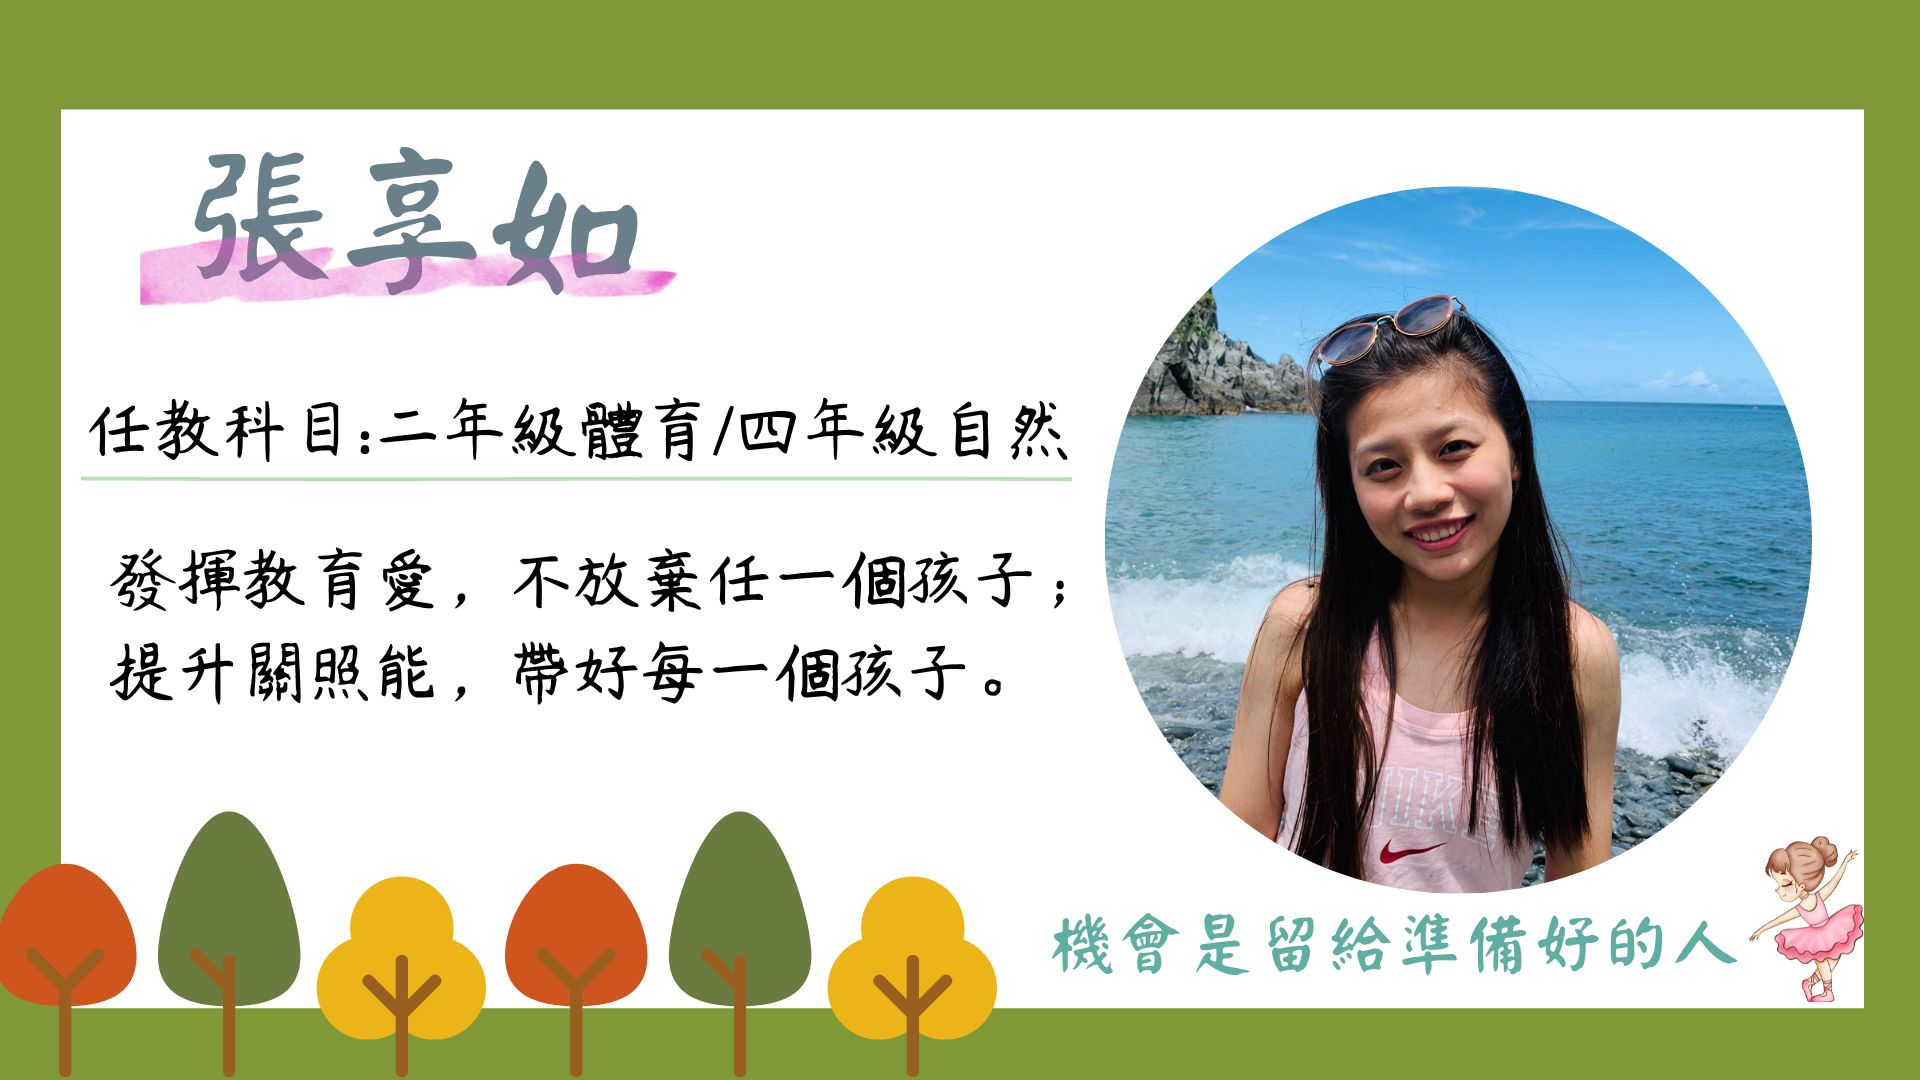 張享如
任教科目:二年級體育/四年級自然
發揮教育愛，不放棄任一個孩子；
提升關照能，帶好每一個孩子。
NIKE
機會是留給準備好的人